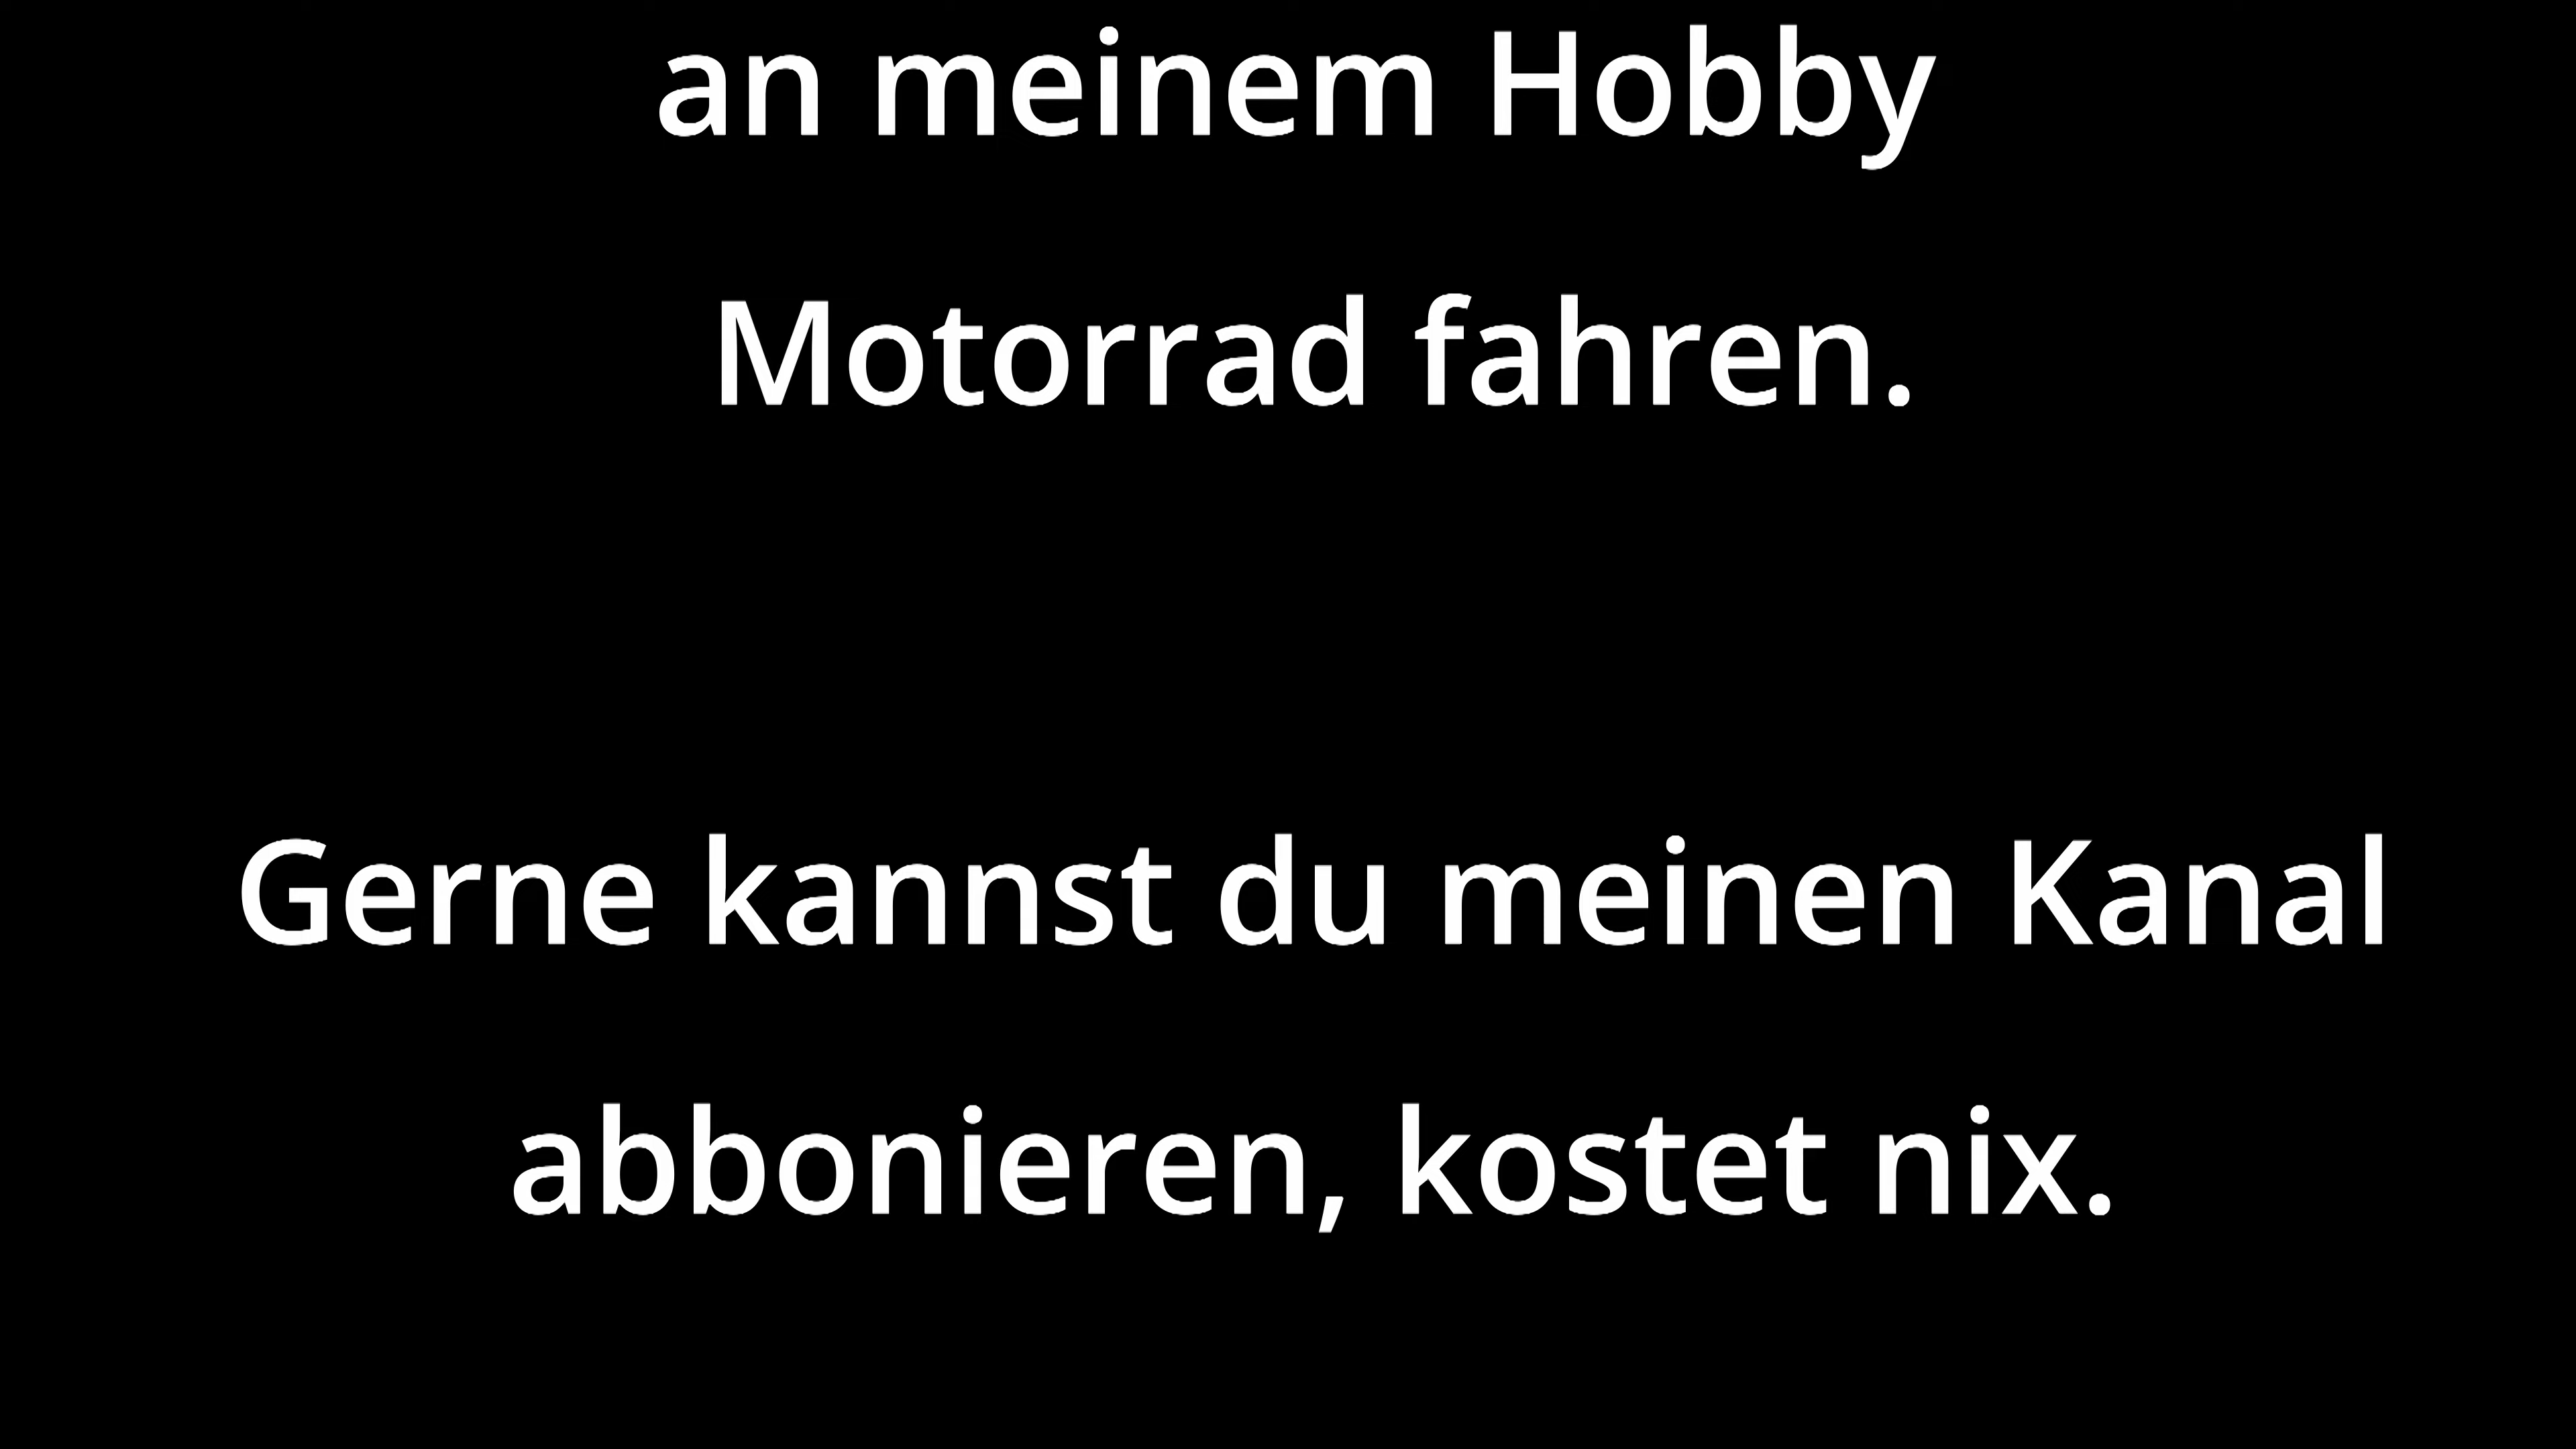 an meinem Hobby
Motorrad fahren.
Gerne kannst du meinen Kanal
abbonieren, kostet nix.